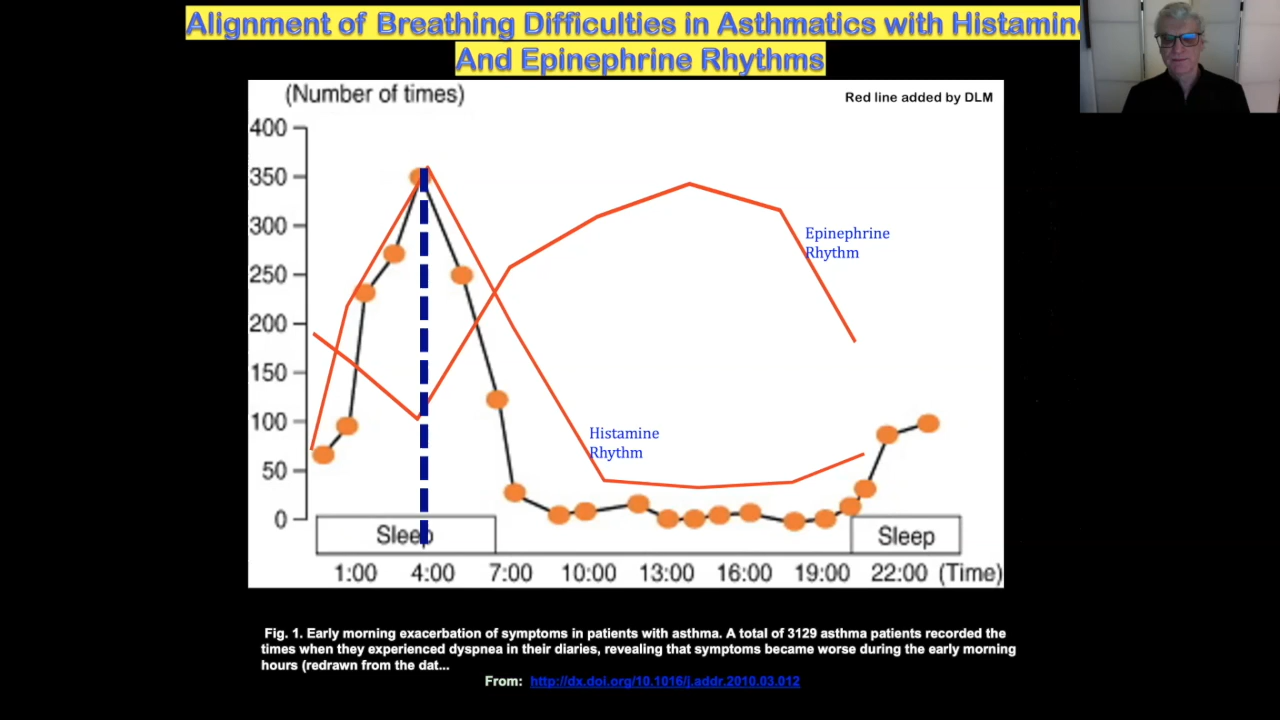 Alignment of Breathing Difficulties in Asthmatics with Histamin
And Epinephrine Rhythms
(Number of times)
Red line added by DLM
400
350
300
250
200
150
100
50
0
Epinephrine
Rhythm
Histamine
Rhythm
Sleep
Sleep
1:00 4:00 7:00 10:00 13:00 16:00 19:00 22:00 (Time)
Fig. 1. Early morning exacerbation of symptoms in patients with asthma. A total of 3129 asthma patients recorded the
times when they experienced dyspnea in their diaries, revealing that symptoms became worse during the early morning
hours (redrawn from the dat...
From: http://dx.doi.org/10.1016/j.addr.2010.03.012